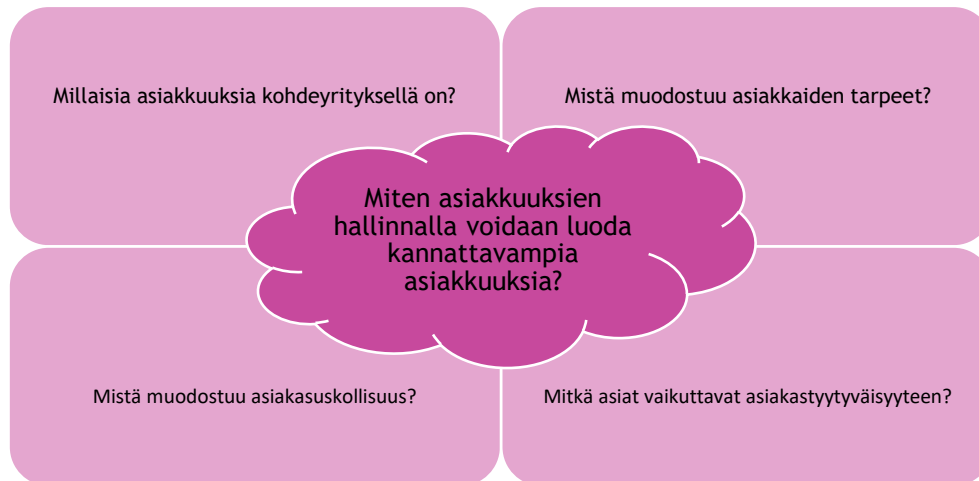 Millaisia asiakkuuksia kohdeyrityksellä on?
Mistä muodostuu asiakkaiden tarpeet?
Miten asiakkuuksien
hallinnalla voidaan luoda
kannattavampia
asiakkuuksia?
Mistä muodostuu asiakasuskollisuus?
Mitkä asiat vaikuttavat asiakastyytyväisyyteen?